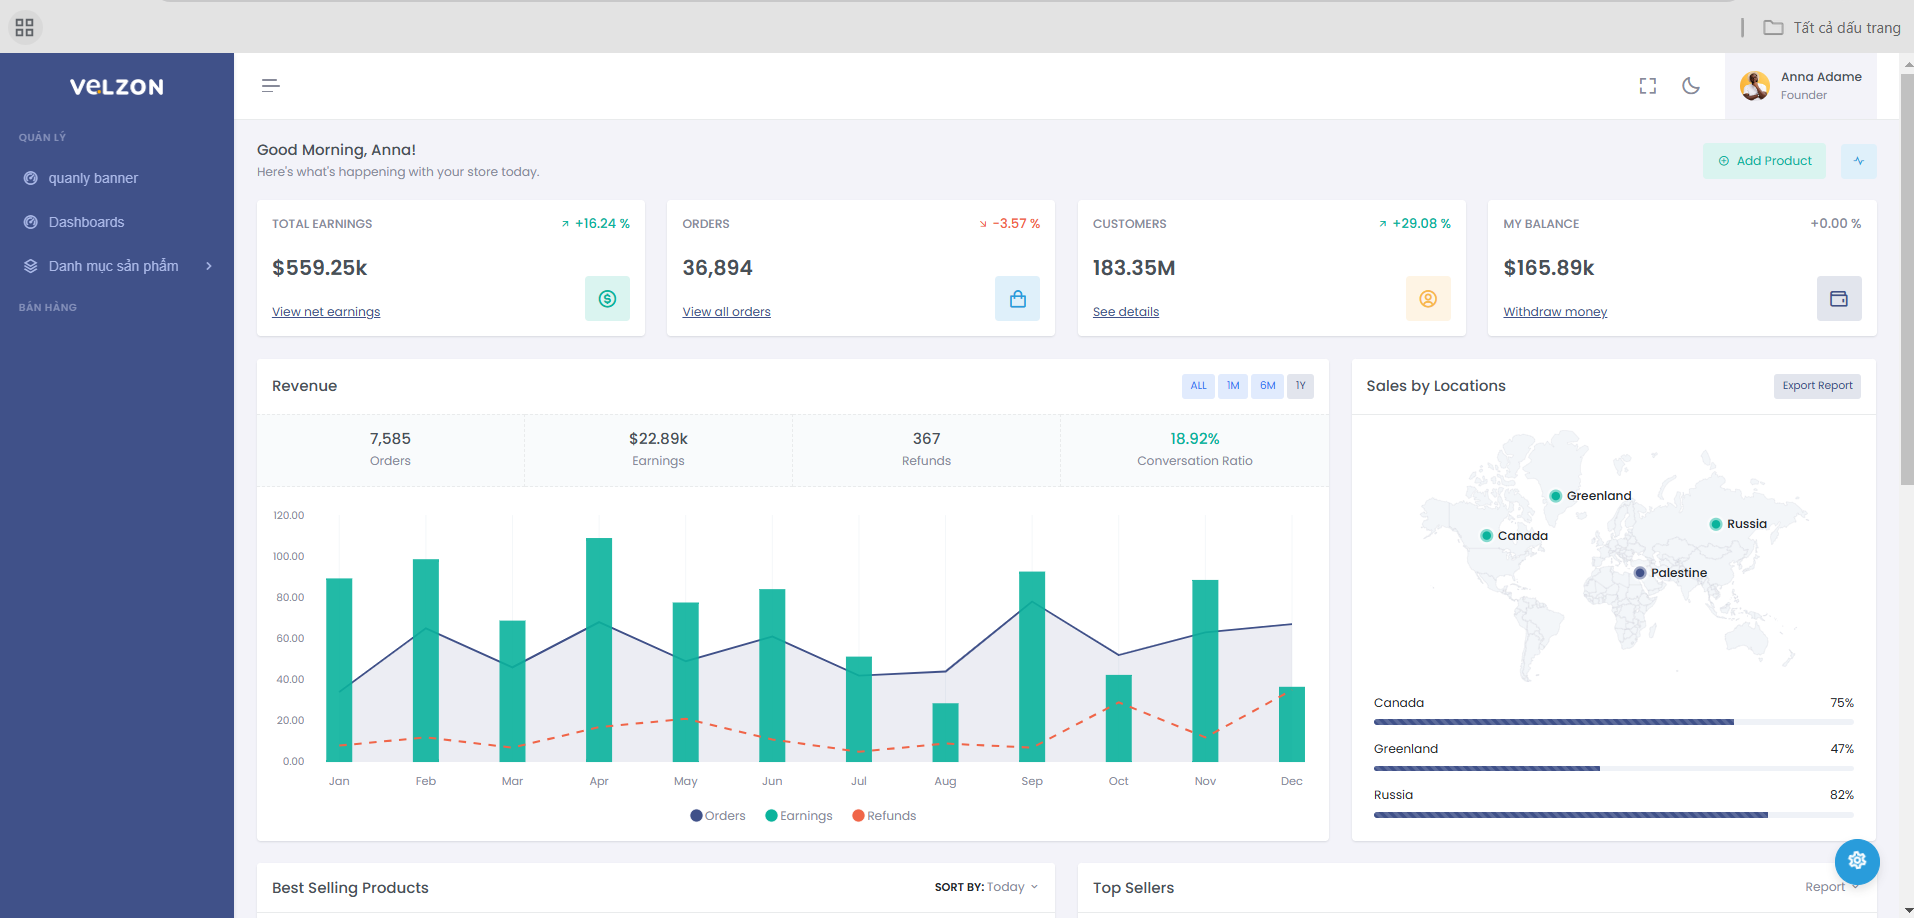 Tất cả dấu trang
VELZON
QUẢN LÝ
quanly banner
Dashboards
Danh mục sản phẩm
BÁN HÀNG
Anna Adame
Founder
Good Morning, Anna!
Here's what's happening with your store today.
Add Product
TOTAL EARNINGS
+16.24 %
$559.25k
View net earnings
ORDERS
-3.57 %
36,894
View all orders
CUSTOMERS
+29.08 %
183.35M
See details
MY BALANCE
+0.00 %
$165.89k
Withdraw money
Revenue
ALL 1M 6M 1Y
7,585
Orders
$22.89k
Earnings
367
Refunds
18.92%
Conversation Ratio
120.00
100.00
80.00
60.00
40.00
20.00
0.00
Jan Feb Mar Apr May Jun Jul Aug Sep Oct Nov Dec
Orders Earnings Refunds
Sales by Locations
Export Report
Greenland
Russia
Canada
Palestine
Canada 75%
Greenland 47%
Russia 82%
Best Selling Products
SORT BY: Today
Top Sellers
Report